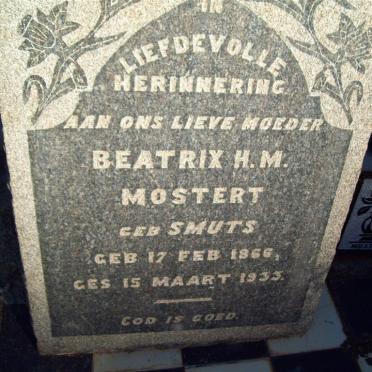 IN
LIEFDEVOLLE
HERINNERING
AAN ONS LIEVE MOEDER
BEATRIX H.M.
MOSTERT
GEB SMUTS
GEB 17 FEB 1866,
GES 15 MAART 1933.
GOD IS GOED.